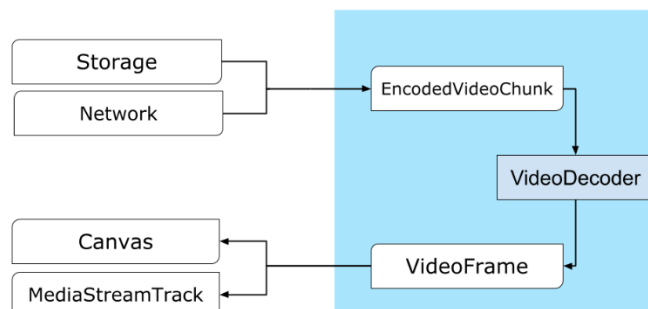 Storage
EncodedVideoChunk
Network
VideoDecoder
Canvas
VideoFrame
MediaStreamTrack